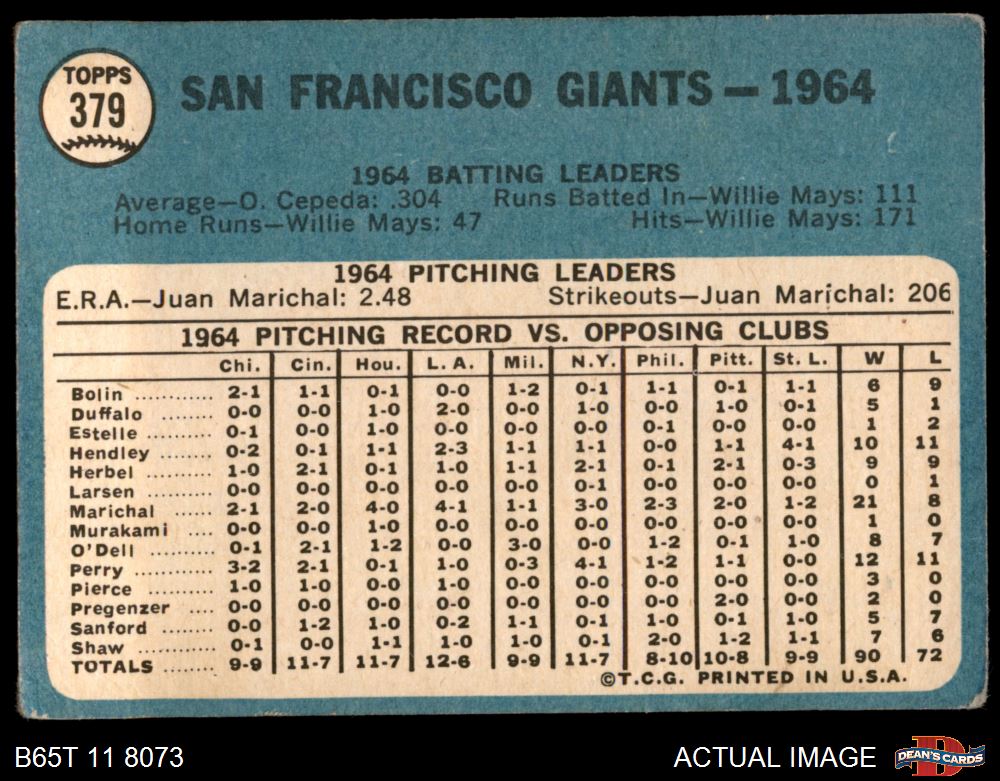 TOPPS
379
SAN FRANCISCO GIANTS — 1964
1964 BATTING LEADERS
Average—O. Cepeda: .304 Runs Batted In—Willie Mays: 111
Home Runs—Willie Mays: 47 Hits—Willie Mays: 171
1964 PITCHING LEADERS
E.R.A.—Juan Marichal: 2.48 Strikeouts—Juan Marichal: 206
1964 PITCHING RECORD VS. OPPOSING CLUBS
Chi. Cin. Hou. L. A. Mil. N.Y. Phil. Pitt. St. L. W L
Bolin ........... 2-1 1-1 0-1 0-0 1-2 0-1 1-1 0-1 1-1 6 9
Duffalo ......... 0-0 0-0 1-0 2-0 0-0 1-0 0-0 1-0 0-1 5 1
Estelle ......... 0-1 0-0 1-0 0-0 0-0 0-0 0-1 0-0 0-0 1 2
Hendley ......... 0-2 0-1 1-1 2-3 1-1 1-1 0-0 1-1 4-1 10 11
Herbel .......... 1-0 2-1 0-1 1-0 1-1 2-1 0-1 2-1 0-3 9 9
Larsen .......... 0-0 0-0 0-0 0-0 0-0 0-1 0-0 0-0 0-0 0 1
Marichal ........ 2-1 2-0 4-0 4-1 1-1 3-0 2-3 2-0 1-2 21 8
Murakami .... 0-0 0-0 1-0 0-0 0-0 0-0 0-0 0-0 0-0 1 0
O'Dell .......... 0-1 2-1 1-2 0-0 3-0 0-0 1-2 0-1 1-0 8 7
Perry ............ 3-2 2-1 0-1 1-0 0-3 4-1 1-2 1-1 0-0 12 11
Pierce ........... 1-0 1-0 0-0 1-0 0-0 0-0 0-0 0-0 0-0 3 0
Pregenzer .... 0-0 0-0 0-0 0-0 0-0 0-0 0-0 2-0 0-0 2 0
Sanford ........ 0-0 1-2 1-0 0-2 1-1 0-1 1-0 0-1 1-0 5 7
Shaw ............ 0-1 0-0 1-1 1-0 1-0 0-1 2-0 1-2 1-1 7 6
TOTALS ........ 9-9 11-7 11-7 12-6 9-9 11-7 8-10 10-8 9-9 90 72
©T.C.G. PRINTED IN U.S.A.
B65T 11 8073 ACTUAL IMAGE DEAN'S CARDS